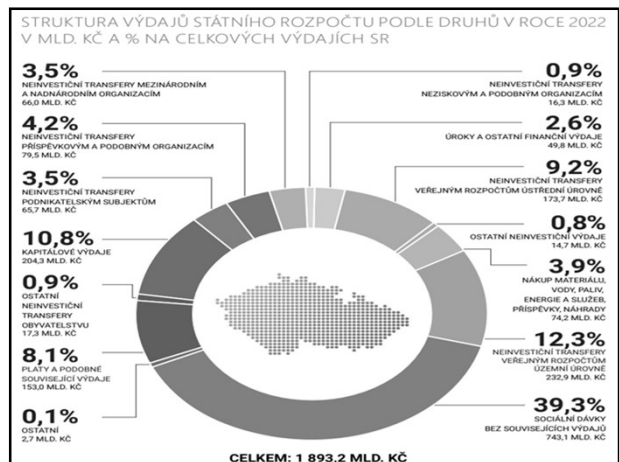 STRUKTURA VÝDAJŮ STÁTNÍHO ROZPOČTU PODLE DRUHŮ V ROCE 2022
V MLD. KČ A % NA CELKOVÝCH VÝDAJÍCH SR
3,5%
NEINVESTIČNÍ TRANSFERY MEZINÁRODNÍM
A NADNÁRODNÍM ORGANIZACÍM
66,0 MLD. KČ
4,2%
NEINVESTIČNÍ TRANSFERY
PŘÍSPĚVKOVÝM A PODOBNÝM ORGANIZACÍM
79,5 MLD. KČ
3,5%
NEINVESTIČNÍ TRANSFERY
PODNIKATELSKÝM SUBJEKTŮM
65,7 MLD. KČ
10,8%
KAPITÁLOVÉ VÝDAJE
204,3 MLD. KČ
0,9%
OSTATNÍ
NEINVESTIČNÍ
TRANSFERY
OBYVATELSTVU
17,3 MLD. KČ
8,1%
PLATY A PODOBNÉ
SOUVISEJÍCÍ VÝDAJE
153,0 MLD. KČ
0,1%
OSTATNÍ
2,7 MLD. KČ
0,9%
NEINVESTIČNÍ TRANSFERY
NEZISKOVÝM A PODOBNÝM ORGANIZACÍM
16,3 MLD. KČ
2,6%
ÚROKY A OSTATNÍ FINANČNÍ VÝDAJE
49,8 MLD. KČ
9,2%
NEINVESTIČNÍ TRANSFERY
VEŘEJNÝM ROZPOČTŮM ÚSTŘEDNÍ ÚROVNĚ
173,7 MLD. KČ
0,8%
OSTATNÍ NEINVESTIČNÍ VÝDAJE
14,7 MLD. KČ
3,9%
NÁKUP MATERIÁLU,
VODY, PALIV,
ENERGIE A SLUŽEB,
PŘÍSPĚVKY, NÁHRADY
74,2 MLD. KČ
12,3%
NEINVESTIČNÍ TRANSFERY
VEŘEJNÝM ROZPOČTŮM
ÚZEMNÍ ÚROVNĚ
232,9 MLD. KČ
39,3%
SOCIÁLNÍ DÁVKY
BEZ SOUVISEJÍCÍCH VÝDAJŮ
743,1 MLD. KČ
CELKEM: 1 893,2 MLD. KČ